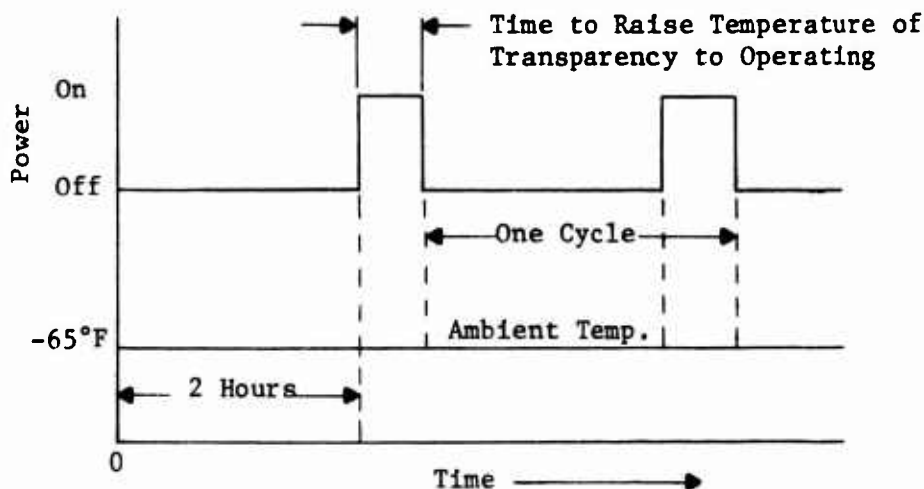 Time to Raise Temperature of
Transparency to Operating
On
Power
Off
One Cycle
-65°F
Ambient Temp.
2 Hours
0
Time